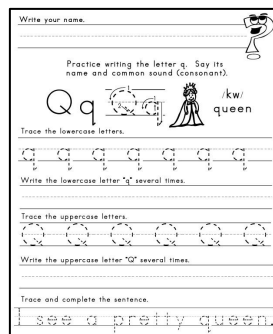 Write your name.
Practice writing the letter q. Say its
name and common sound (consonant).
Q q Q q /kw/
queen
Trace the lowercase letters.
q q q q q q q
Write the lowercase letter "q" several times.
Trace the uppercase letters.
Q Q Q Q Q Q
Write the uppercase letter "Q" several times.
Trace and complete the sentence.
I see a pretty queen